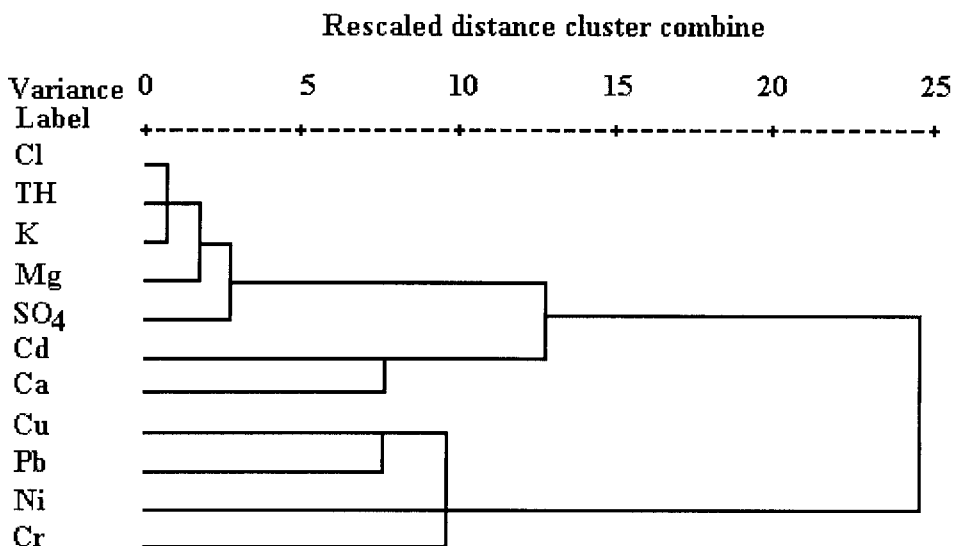 Rescaled distance cluster combine
Variance 0 5 10 15 20 25
Label
Cl
TH
K
Mg
SO4
Cd
Ca
Cu
Pb
Ni
Cr